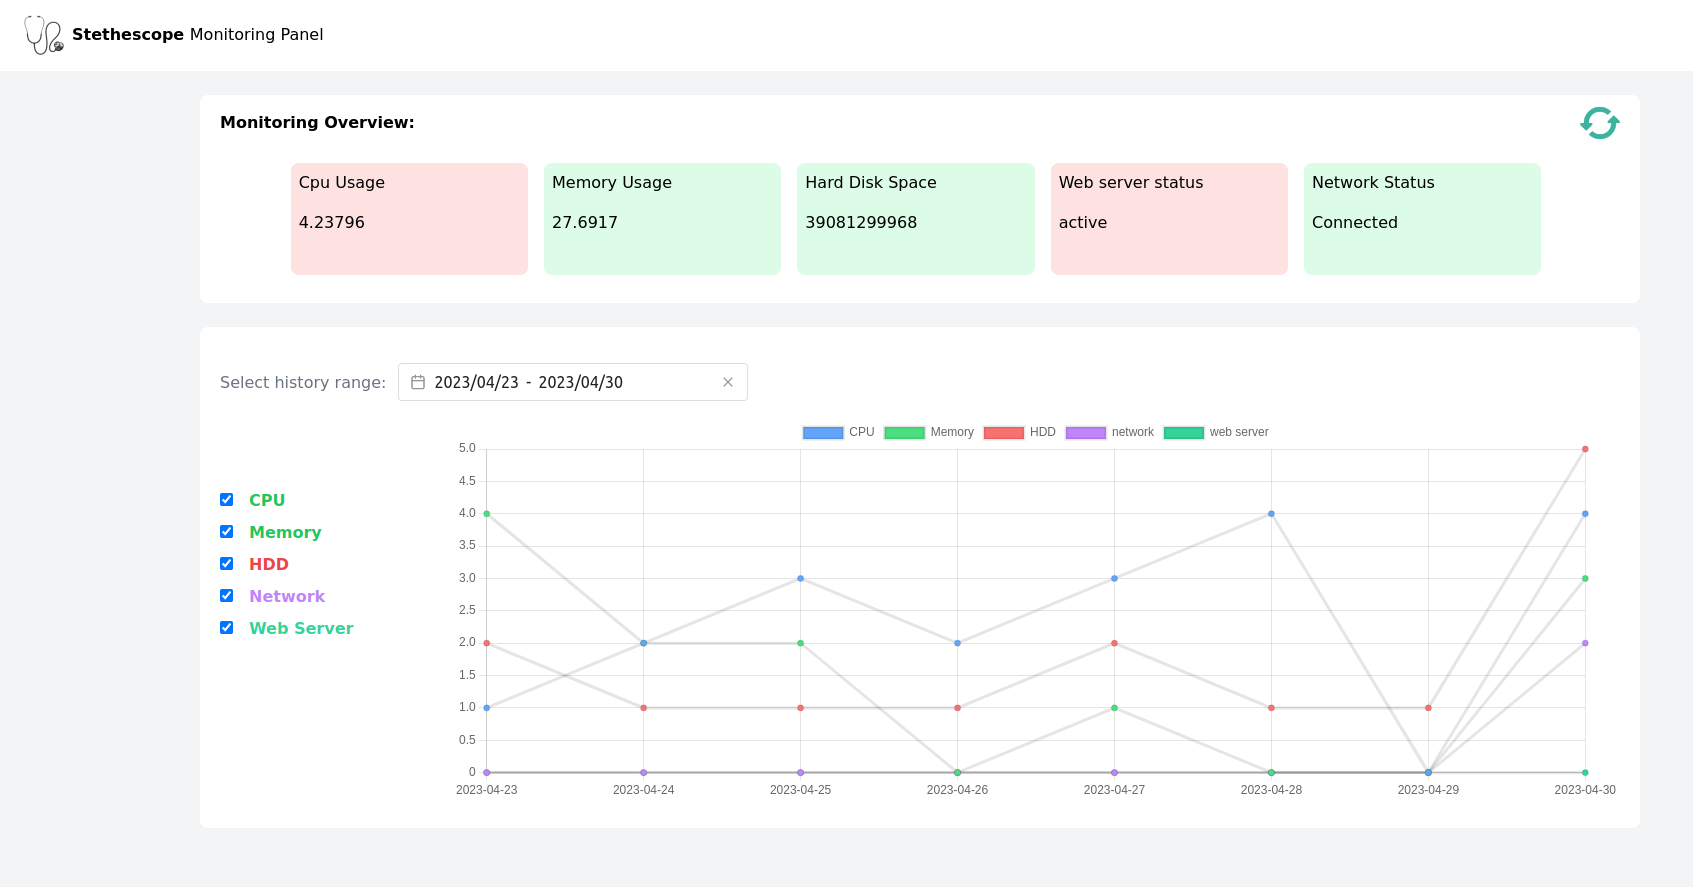 Stethescope Monitoring Panel
Monitoring Overview:
Cpu Usage
4.23796
Memory Usage
27.6917
Hard Disk Space
39081299968
Web server status
active
Network Status
Connected
Select history range: 2023/04/23 - 2023/04/30
CPU Memory HDD network web server
CPU
Memory
HDD
Network
Web Server
5.0
4.5
4.0
3.5
3.0
2.5
2.0
1.5
1.0
0.5
0
2023-04-23 2023-04-24 2023-04-25 2023-04-26 2023-04-27 2023-04-28 2023-04-29 2023-04-30